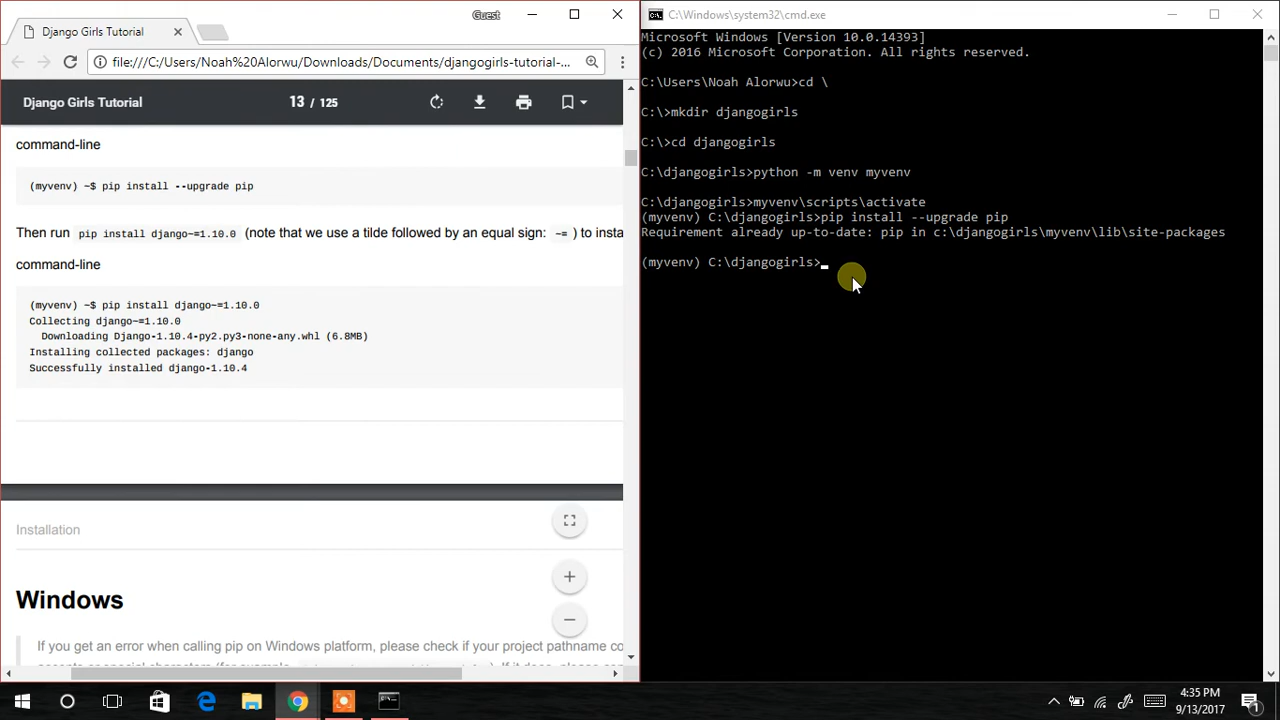 Guest
Django Girls Tutorial
file:///C:/Users/Noah%20Alorwu/Downloads/Documents/djangogirls-tutorial-...
Django Girls Tutorial
13 / 125
command-line
(myvenv) ~$ pip install --upgrade pip
Then run pip install django~=1.10.0 (note that we use a tilde followed by an equal sign: ~= ) to insta
command-line
(myvenv) ~$ pip install django~=1.10.0
Collecting django~=1.10.0
Downloading Django-1.10.4-py2.py3-none-any.whl (6.8MB)
Installing collected packages: django
Successfully installed django-1.10.4
Installation
Windows
If you get an error when calling pip on Windows platform, please check if your project pathname co
C:\Windows\system32\cmd.exe
Microsoft Windows [Version 10.0.14393]
(c) 2016 Microsoft Corporation. All rights reserved.
C:\Users\Noah Alorwu>cd \
C:\>mkdir djangogirls
C:\>cd djangogirls
C:\djangogirls>python -m venv myvenv
C:\djangogirls>myvenv\scripts\activate
(myvenv) C:\djangogirls>pip install --upgrade pip
Requirement already up-to-date: pip in c:\djangogirls\myvenv\lib\site-packages
(myvenv) C:\djangogirls>
4:35 PM
9/13/2017
1